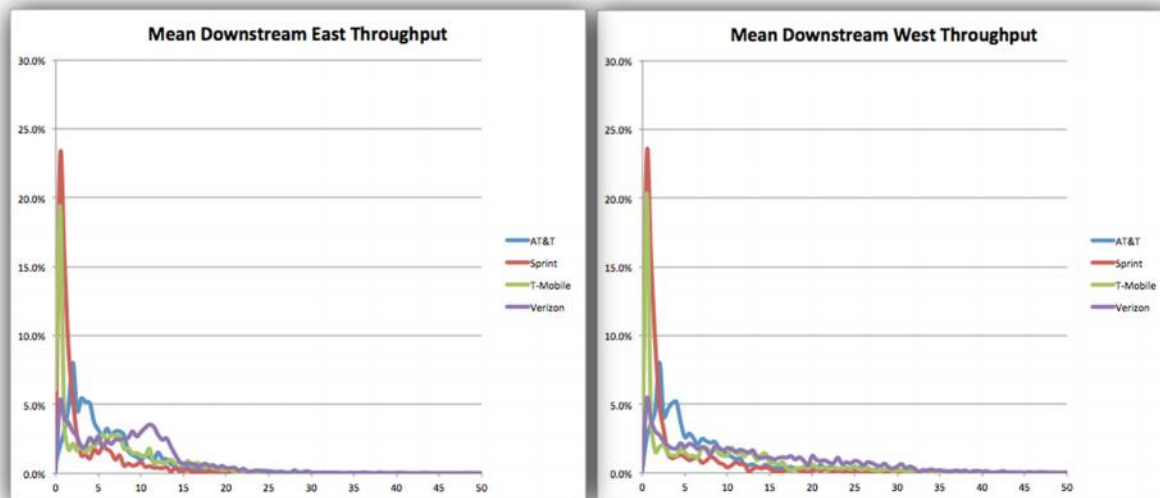 Mean Downstream East Throughput
30.0%
25.0%
20.0%
15.0%
10.0%
5.0%
0.0%
0 5 10 15 20 25 30 35 40 45 50
AT&T
Sprint
T-Mobile
Verizon
Mean Downstream West Throughput
30.0%
25.0%
20.0%
15.0%
10.0%
5.0%
0.0%
0 5 10 15 20 25 30 35 40 45 50
AT&T
Sprint
T-Mobile
Verizon